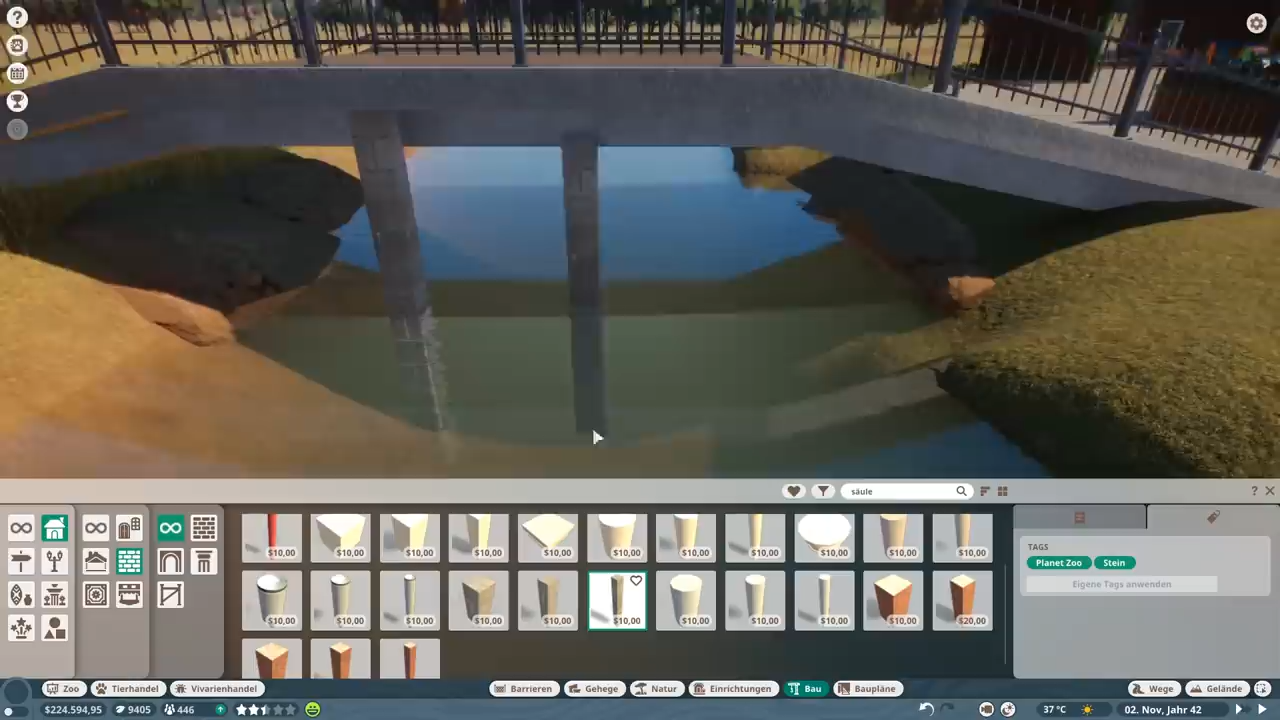 säule
$10,00 $10,00 $10,00 $10,00 $10,00 $10,00 $10,00 $10,00 $10,00 $10,00 $10,00
$10,00 $10,00 $10,00 $10,00 $10,00 $10,00 $10,00 $10,00 $10,00 $10,00 $20,00
TAGS
Planet Zoo Stein
Eigene Tags anwenden
Zoo Tierhandel Vivarienhandel Barrieren Gehege Natur Einrichtungen Bau Baupläne Wege Gelände
$224.594,95 9405 446 37 °C 02. Nov, Jahr 42